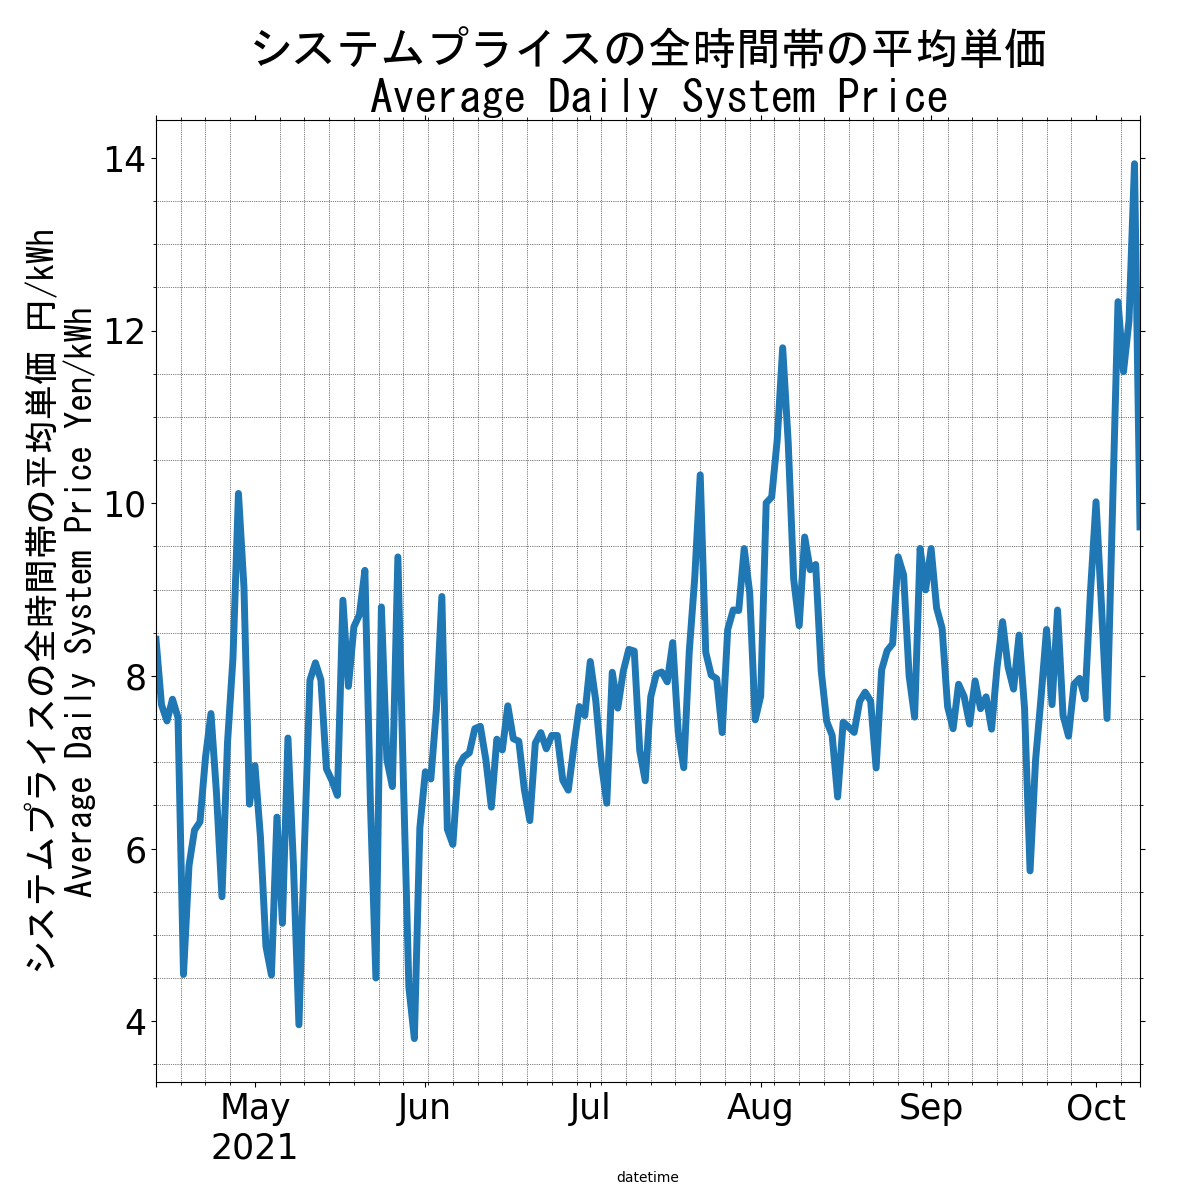 システムプライスの全時間帯の平均単価
Average Daily System Price
システムプライスの全時間帯の平均単価 円/kWh
Average Daily System Price Yen/kWh
14
12
10
8
6
4
May
2021
Jun
Jul
Aug
Sep
Oct
datetime